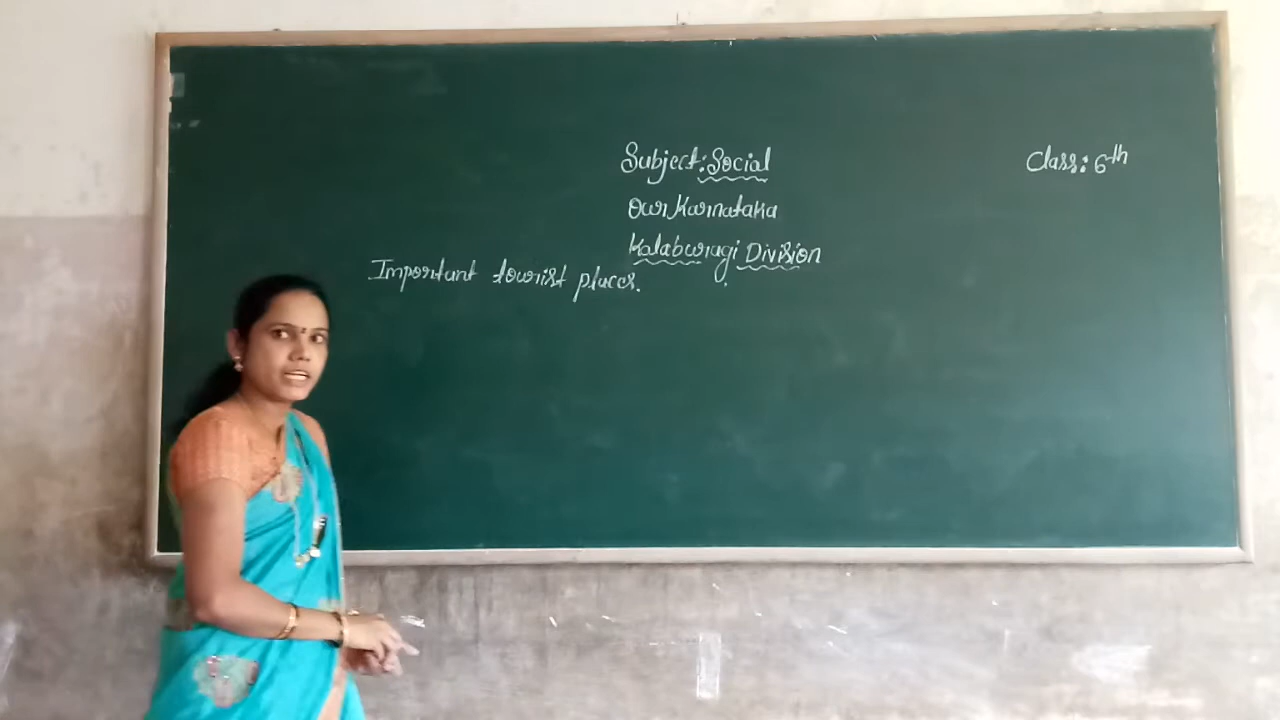 Subject: Social
Class: 6th
Our Karnataka
Kalaburagi Division
Important tourist places.